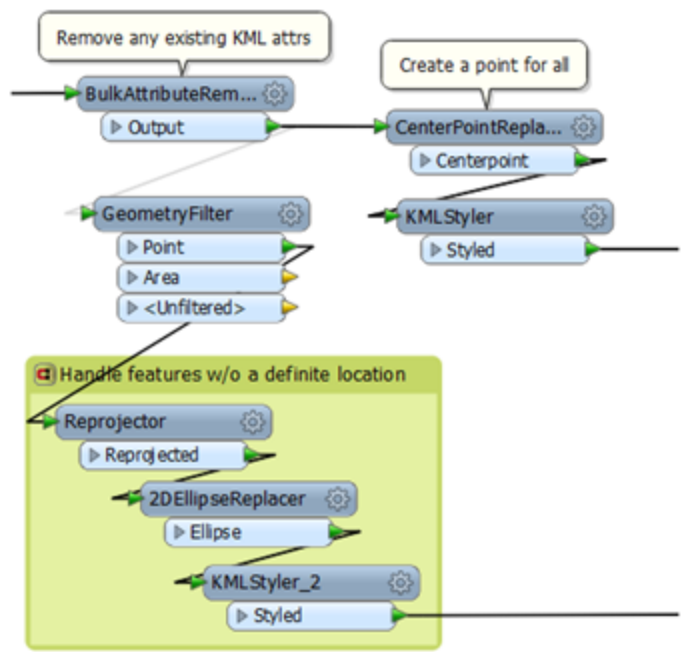 Remove any existing KML attrs
Create a point for all
BulkAttributeRem...
Output
CenterPointRepla...
Centerpoint
GeometryFilter
Point
Area
<Unfiltered>
KMLStyler
Styled
Handle features w/o a definite location
Reprojector
Reprojected
2DEllipseReplacer
Ellipse
KMLStyler_2
Styled